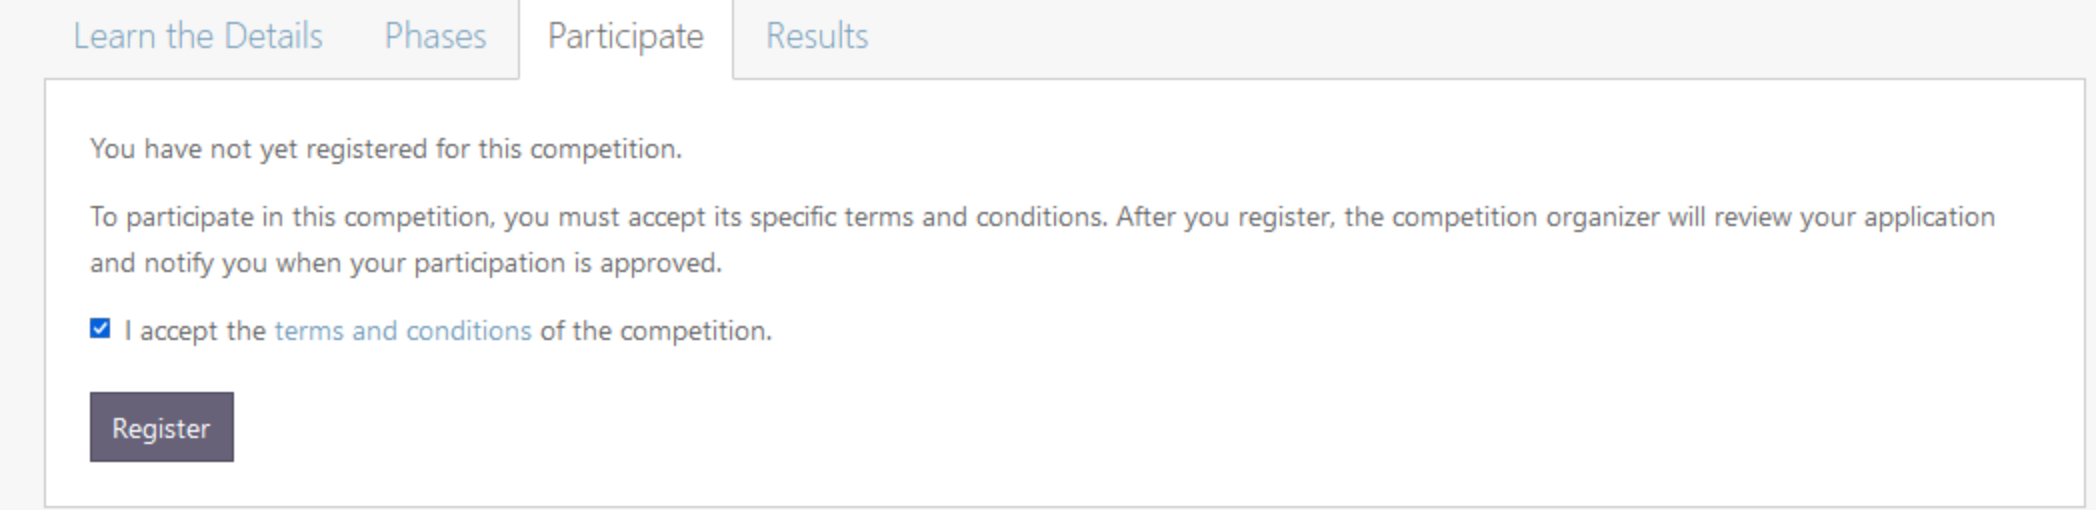 Learn the Details Phases Participate Results
You have not yet registered for this competition.
To participate in this competition, you must accept its specific terms and conditions. After you register, the competition organizer will review your application
and notify you when your participation is approved.
I accept the terms and conditions of the competition.
Register